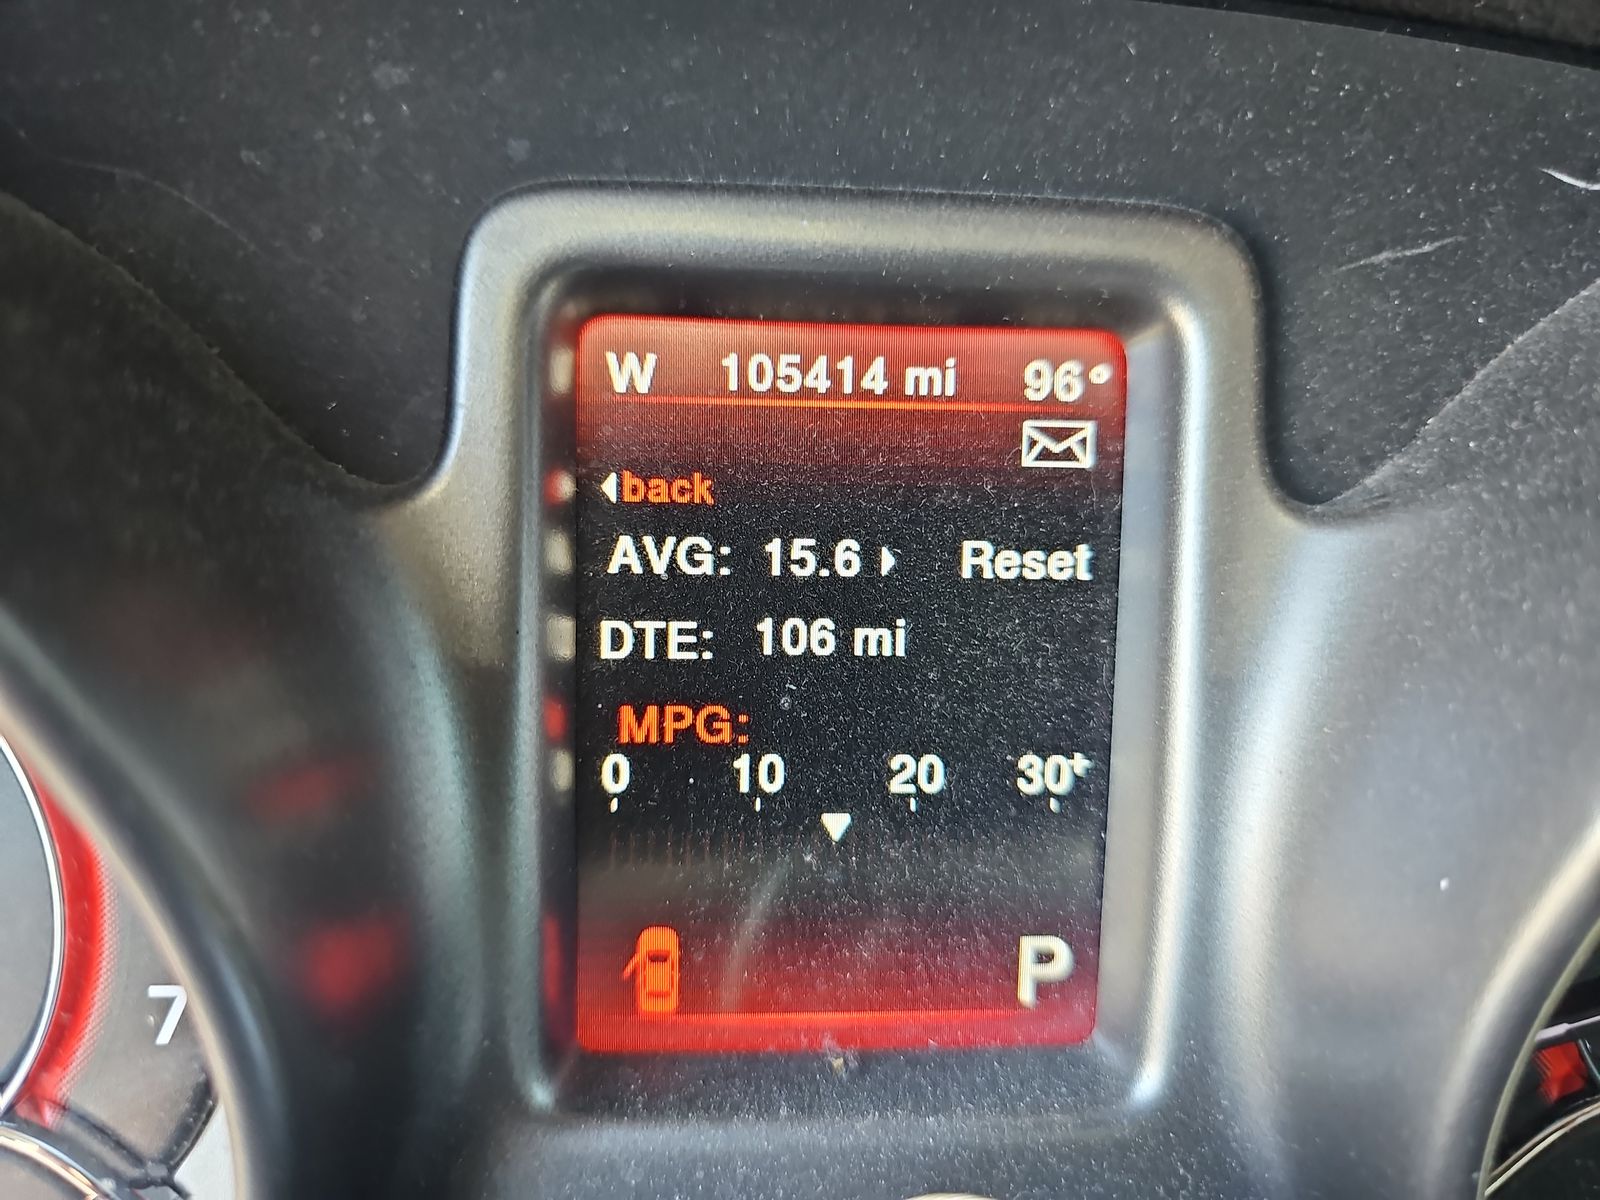 W 105414 mi 96°
back
AVG: 15.6 Reset
DTE: 106 mi
MPG:
0 10 20 30+
P
7